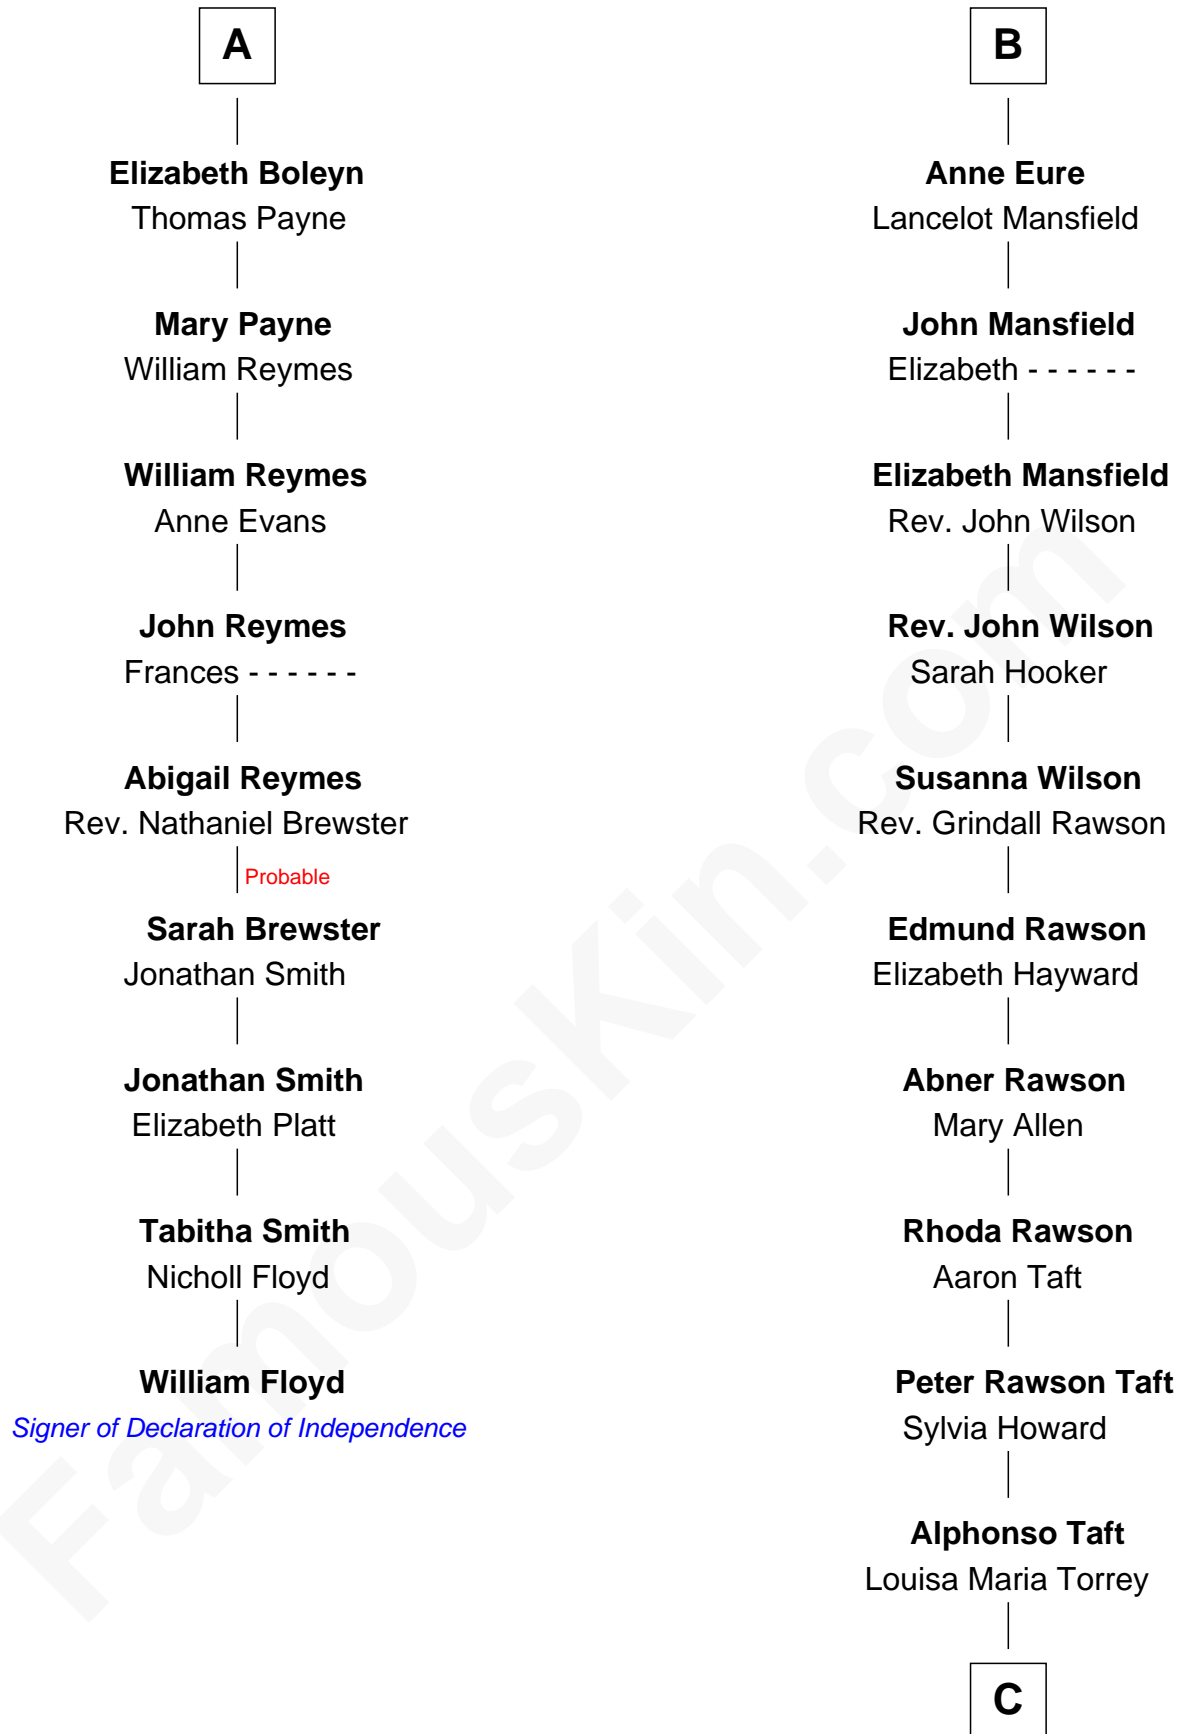 A
Elizabeth Boleyn
Thomas Payne
Mary Payne
William Reymes
William Reymes
Anne Evans
John Reymes
Frances - - - - - -
Abigail Reymes
Rev. Nathaniel Brewster
Probable
Sarah Brewster
Jonathan Smith
Jonathan Smith
Elizabeth Platt
Tabitha Smith
Nicholl Floyd
William Floyd
Signer of Declaration of Independence
B
Anne Eure
Lancelot Mansfield
John Mansfield
Elizabeth - - - - - -
Elizabeth Mansfield
Rev. John Wilson
Rev. John Wilson
Sarah Hooker
Susanna Wilson
Rev. Grindall Rawson
Edmund Rawson
Elizabeth Hayward
Abner Rawson
Mary Allen
Rhoda Rawson
Aaron Taft
Peter Rawson Taft
Sylvia Howard
Alphonso Taft
Louisa Maria Torrey
C
FamousKin.com